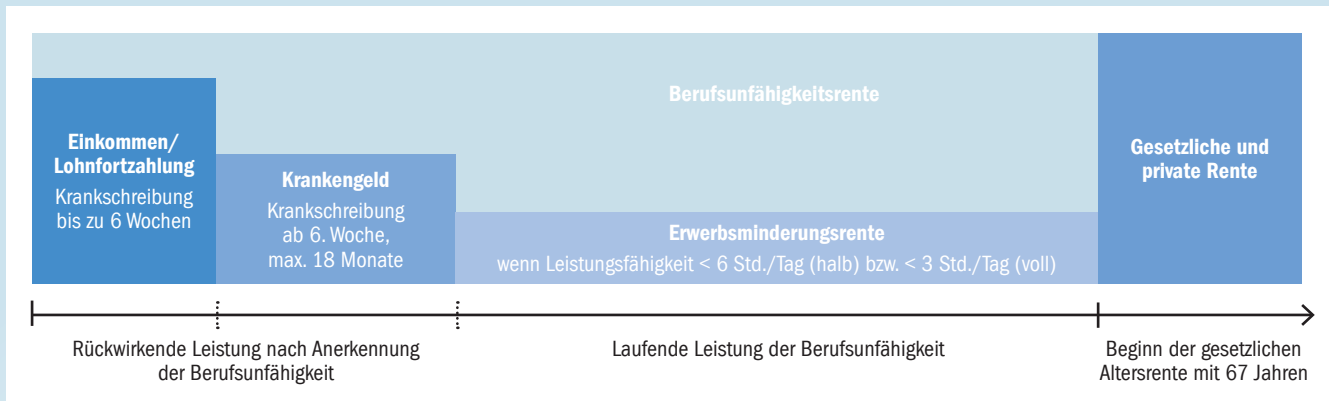 Berufsunfähigkeitsrente
Einkommen/
Lohnfortzahlung
Krankschreibung
bis zu 6 Wochen
Krankengeld
Krankschreibung
ab 6. Woche,
max. 18 Monate
Erwerbsminderungsrente
wenn Leistungsfähigkeit < 6 Std./Tag (halb) bzw. < 3 Std./Tag (voll)
Gesetzliche und
private Rente
Rückwirkende Leistung nach Anerkennung
der Berufsunfähigkeit
Laufende Leistung der Berufsunfähigkeit
Beginn der gesetzlichen
Altersrente mit 67 Jahren